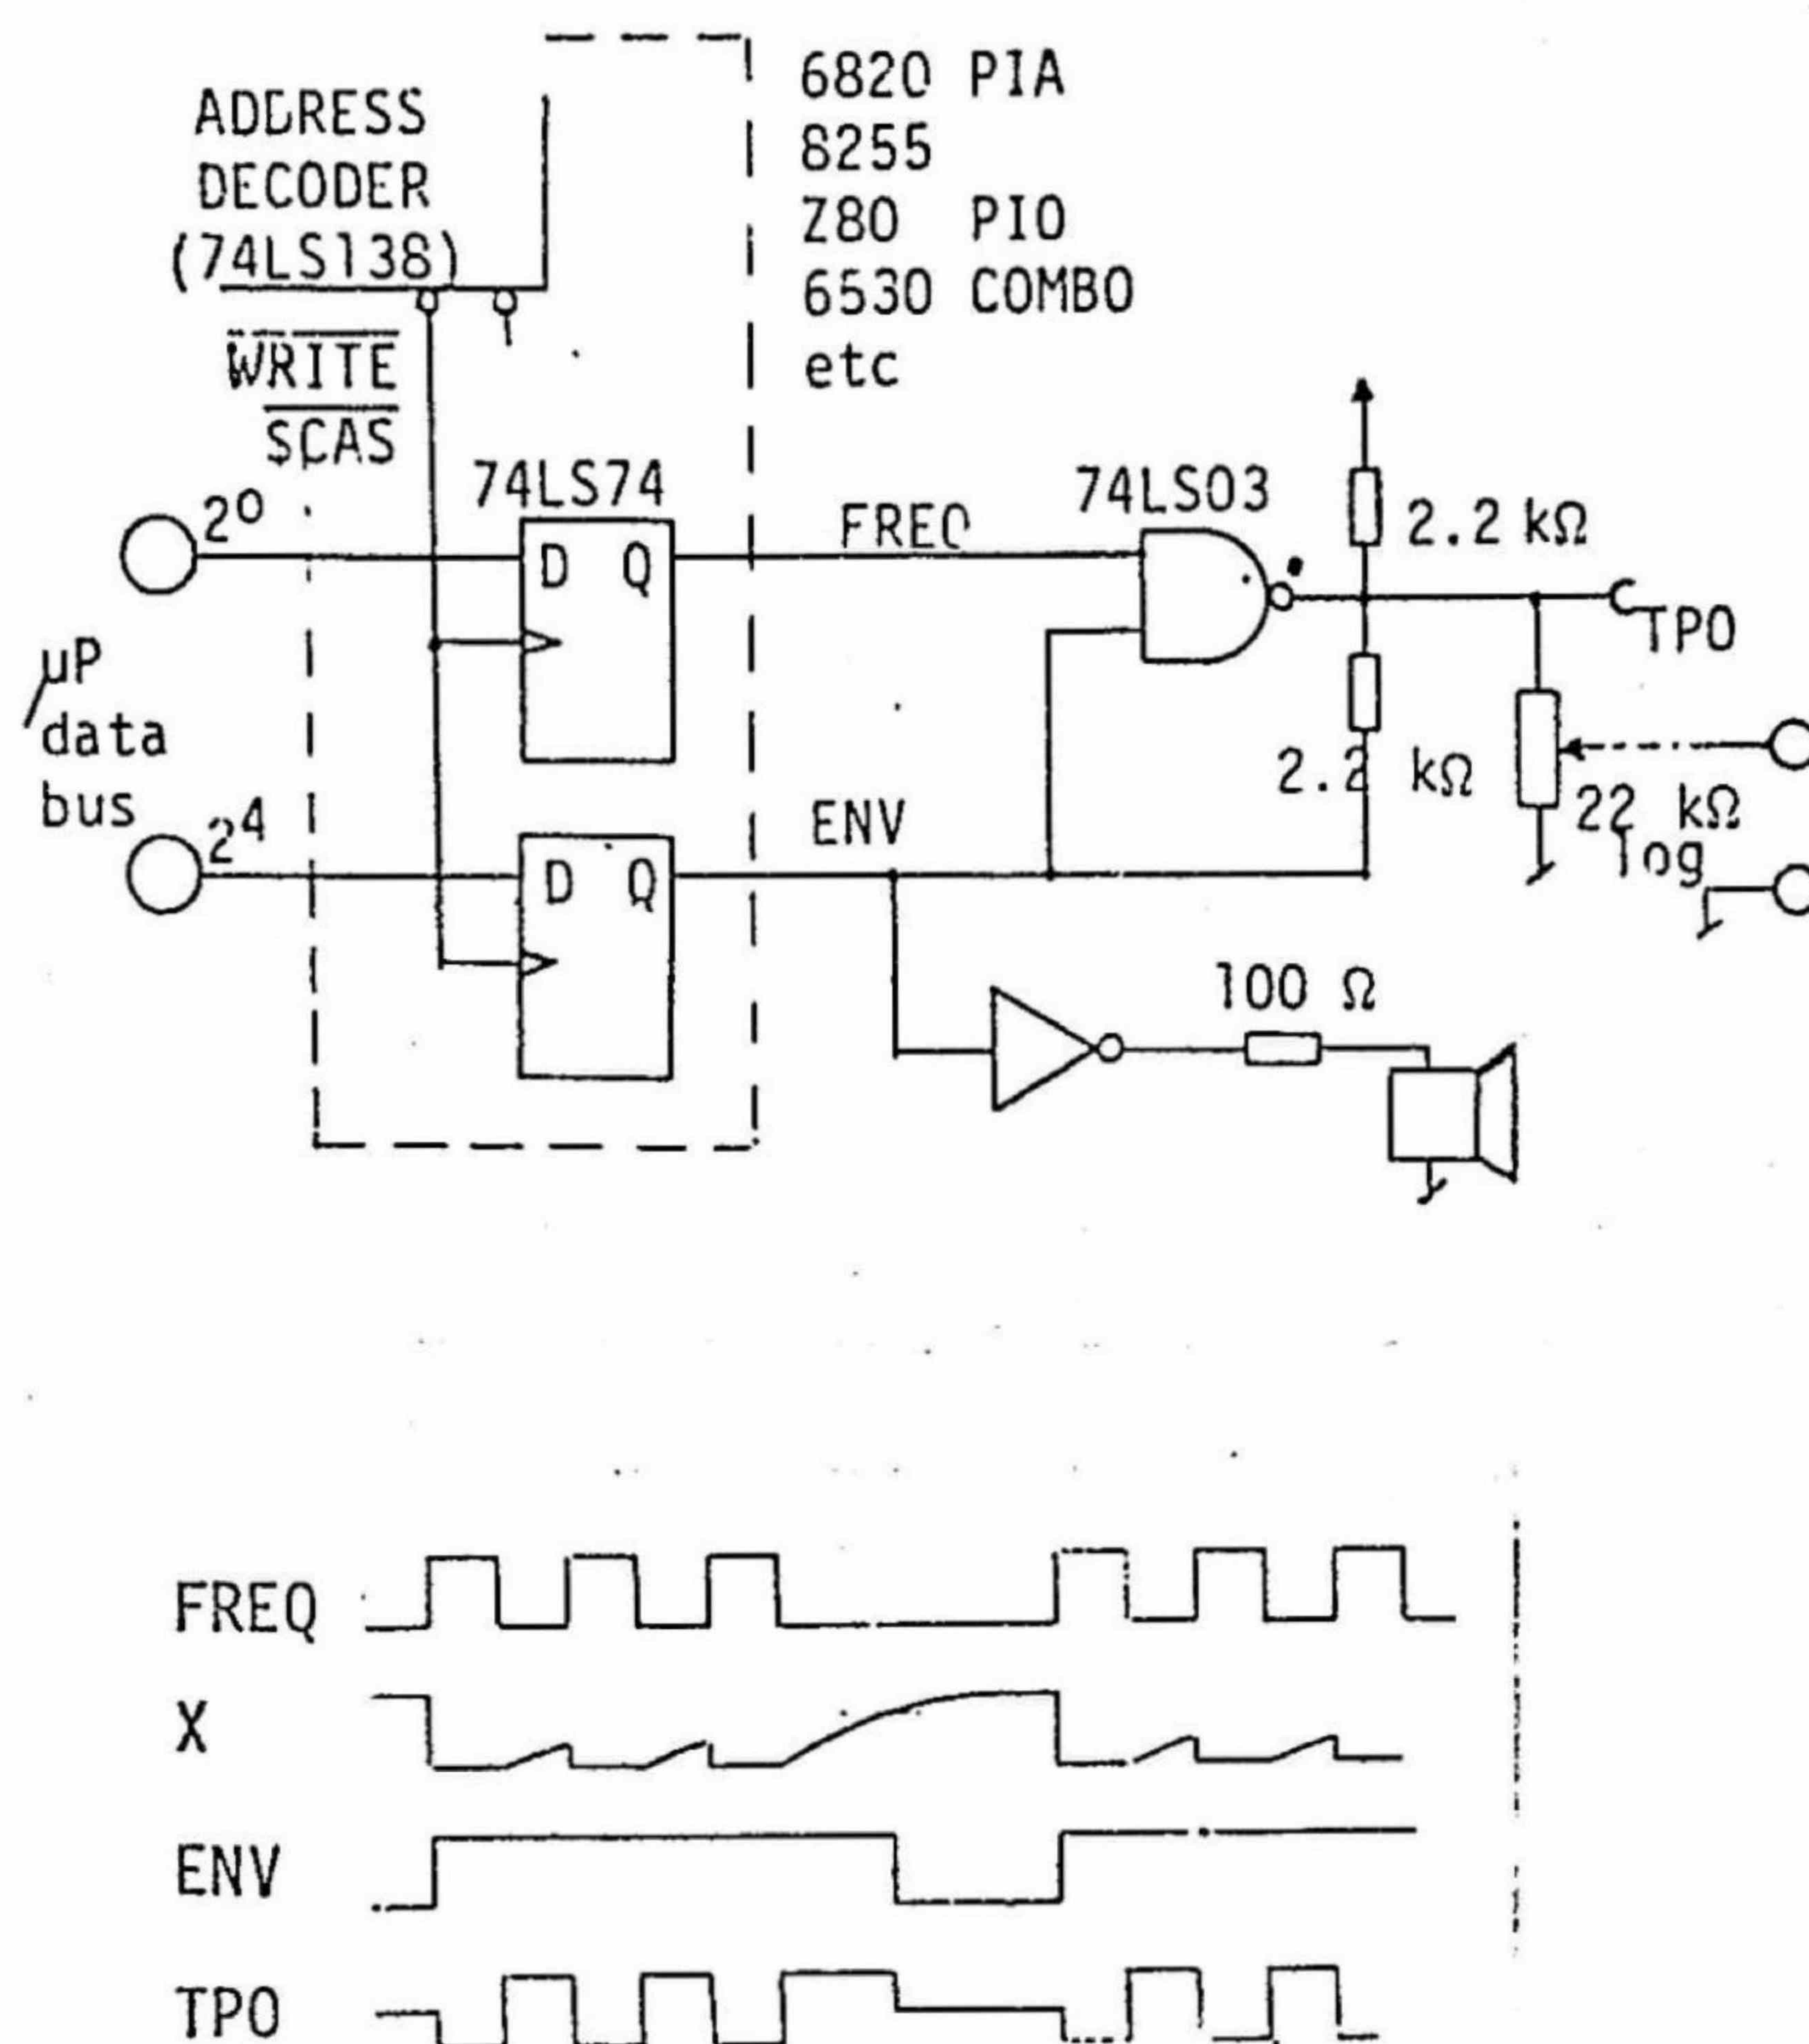 ADDRESS
DECODER
(74LS138)
WRITE
SCAS
6820 PIA
8255
Z80 PIO
6530 COMBO
etc
74LS74
2⁰
D Q
FREQ
74LS03
2.2 kΩ
TPO
µP
data
bus
2⁴
D Q
ENV
2.2 kΩ
22 kΩ
log
100 Ω
FREQ
X
ENV
TPO